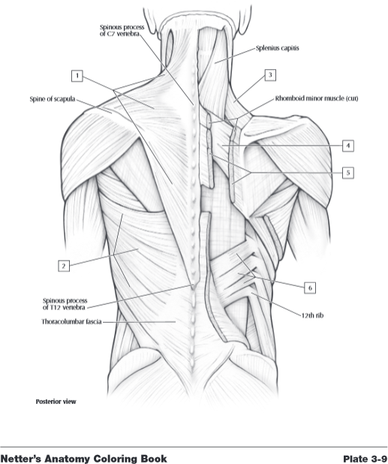 Spinous process
of C7 vertebra
Splenius capitis
1
3
Spine of scapula
Rhomboid minor muscle (cut)
4
5
2
6
Spinous process
of T12 vertebra
12th rib
Thoracolumbar fascia
Posterior view
Netter's Anatomy Coloring Book
Plate 3-9